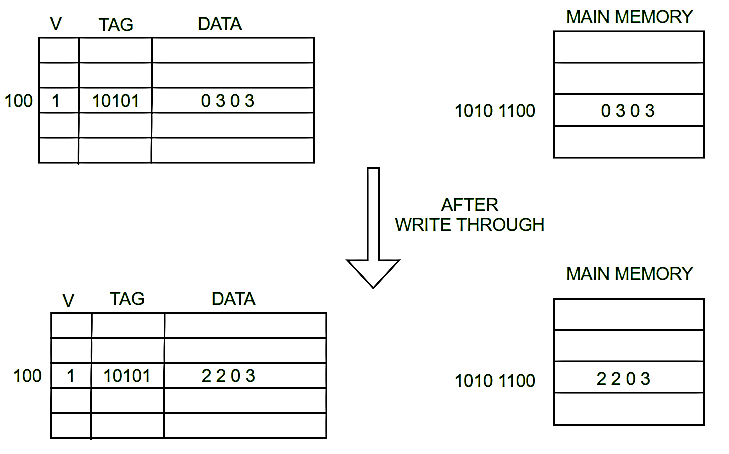 V TAG DATA
MAIN MEMORY
100 1 10101 0 3 0 3
1010 1100 0 3 0 3
AFTER
WRITE THROUGH
MAIN MEMORY
V TAG DATA
100 1 10101 2 2 0 3
1010 1100 2 2 0 3